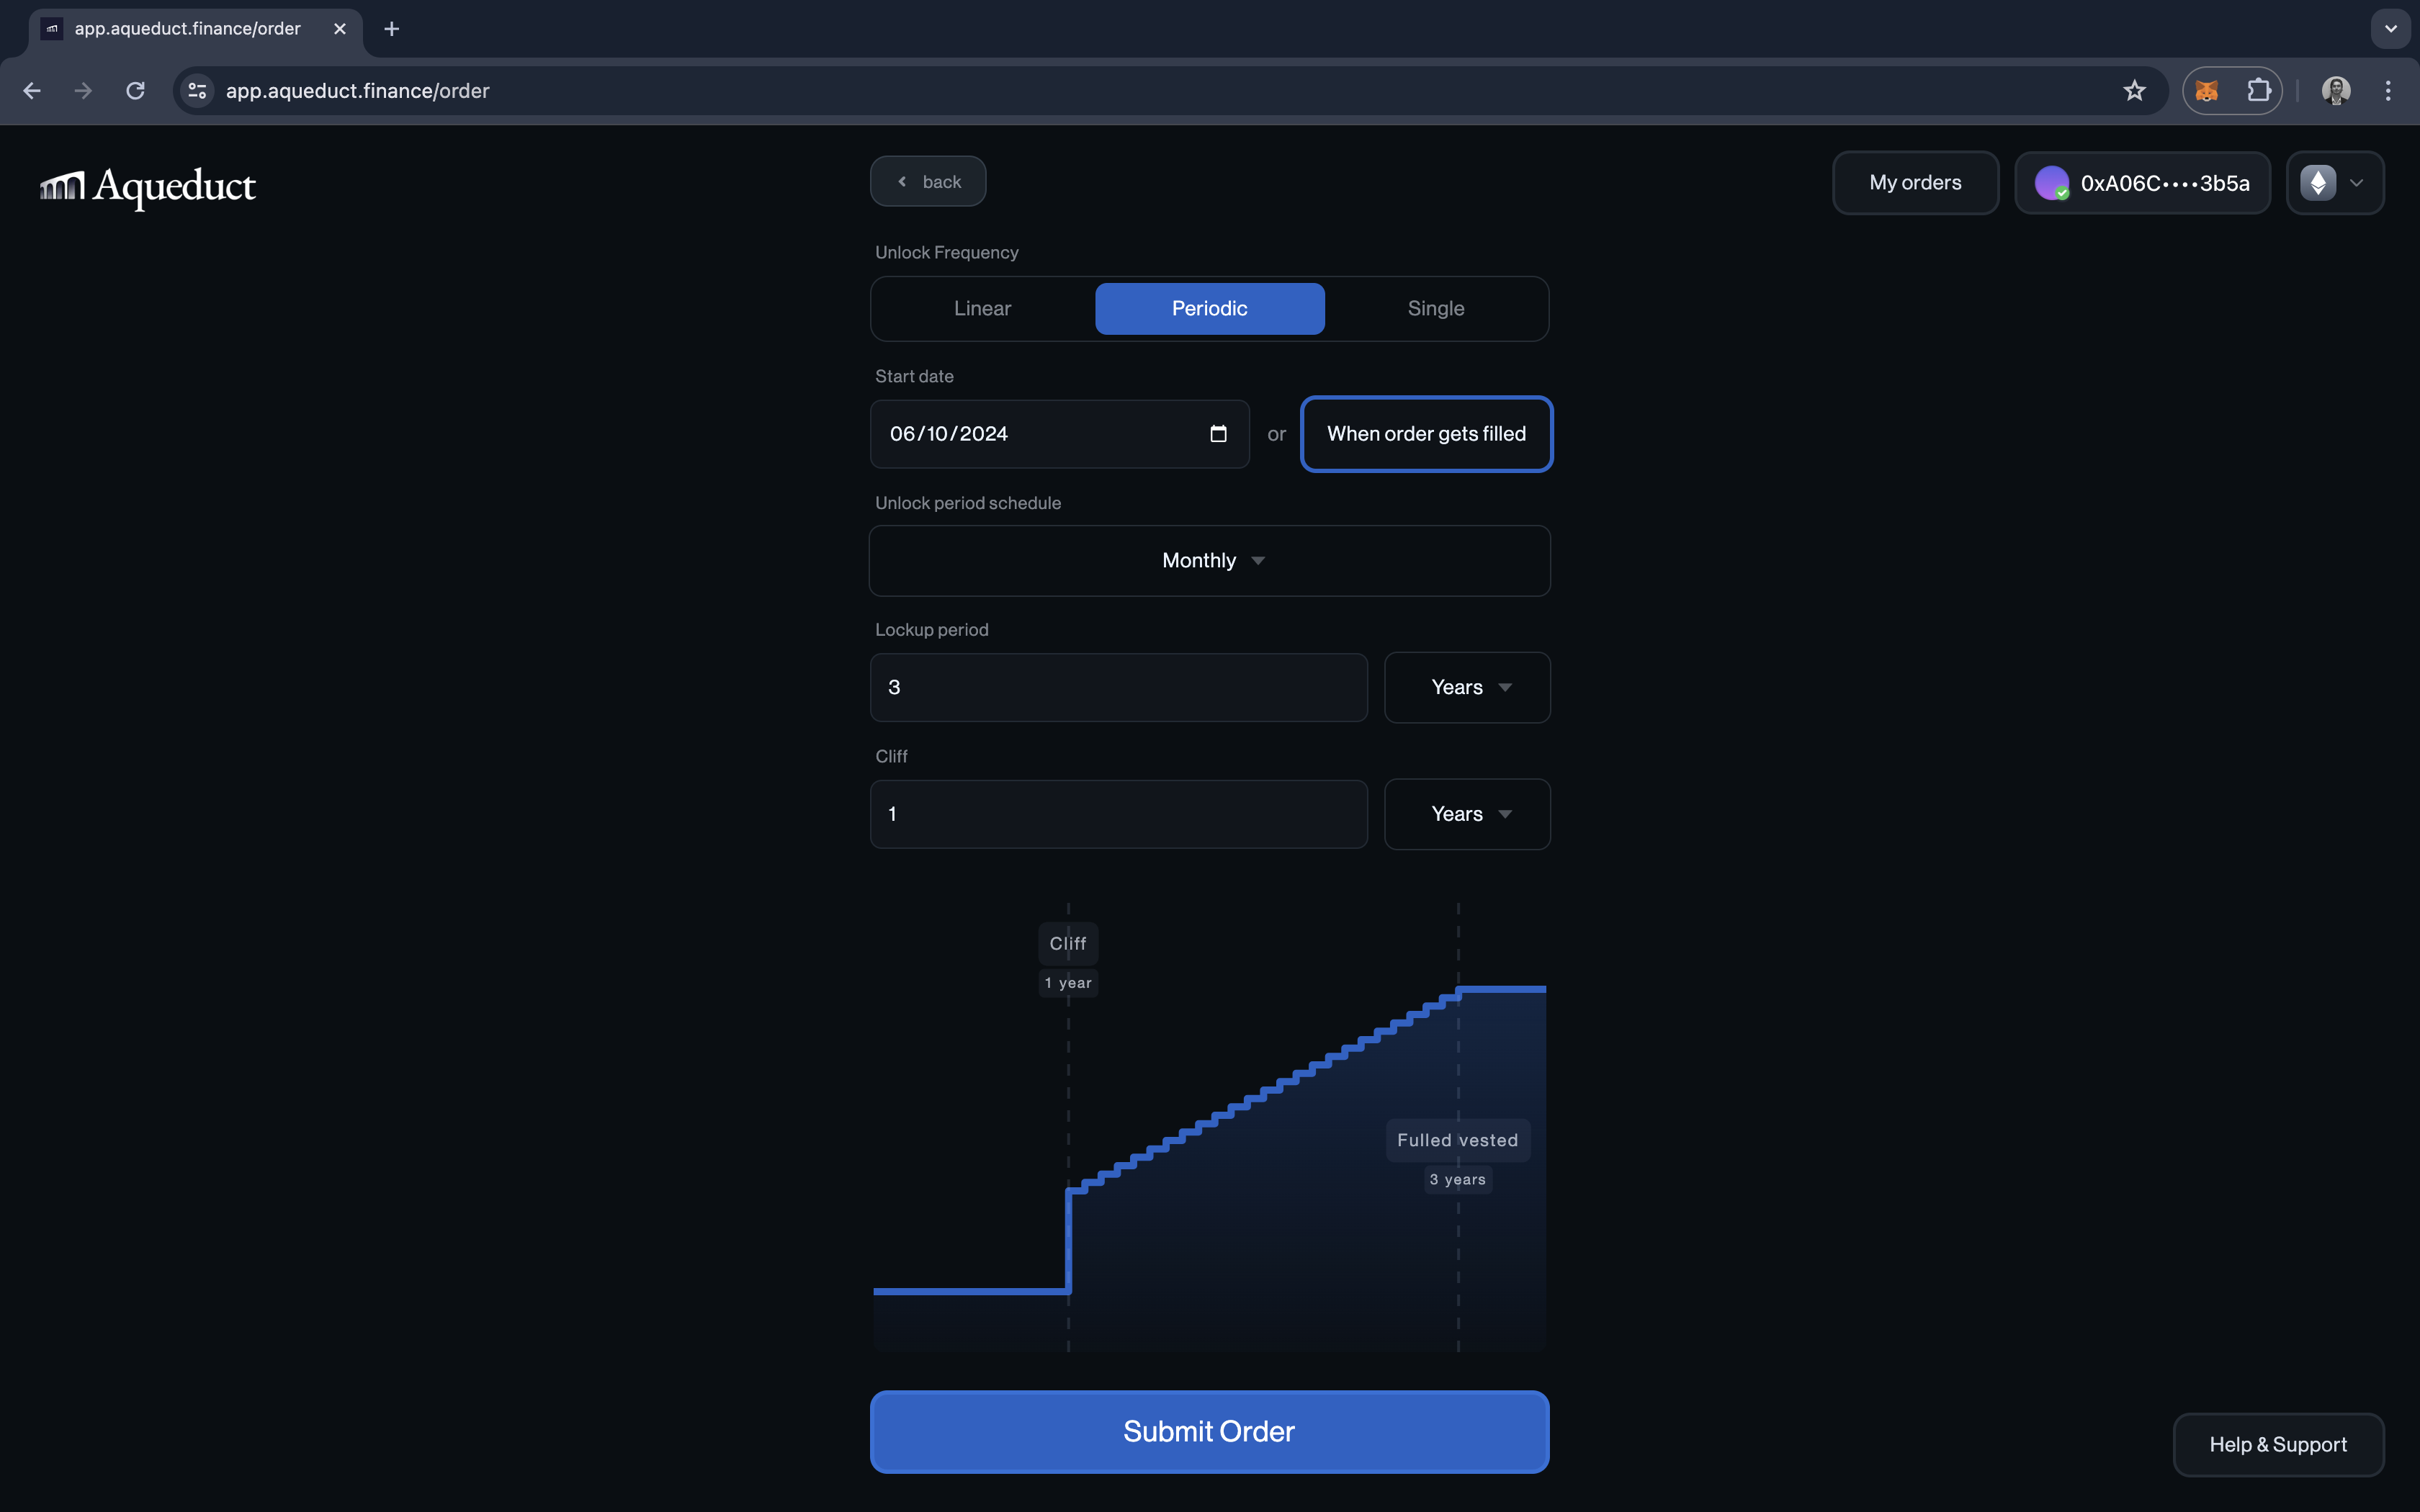 app.aqueduct.finance/order
app.aqueduct.finance/order
Aqueduct
back
My orders
0xA06C••••3b5a
Unlock Frequency
Linear
Periodic
Single
Start date
06/10/2024
or
When order gets filled
Unlock period schedule
Monthly
Lockup period
3
Years
Cliff
1
Years
Cliff
1 year
Fulled vested
3 years
Submit Order
Help & Support